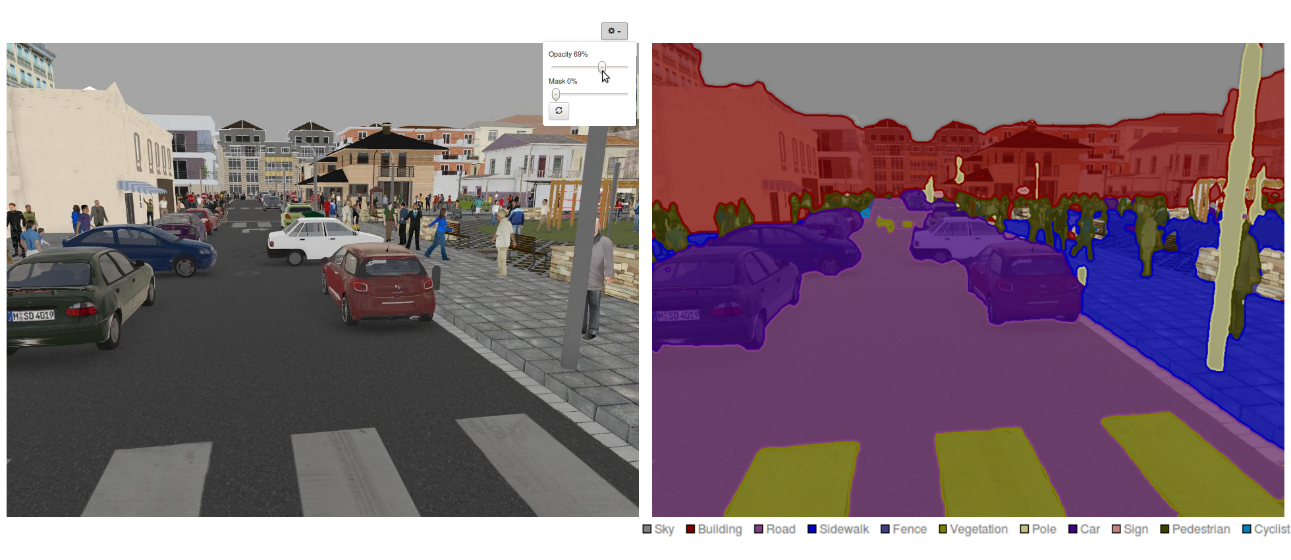 Opacity 69%
Mask 0%
M-SD 4019
M-SD 4019
Sky Building Road Sidewalk Fence Vegetation Pole Car Sign Pedestrian Cyclist